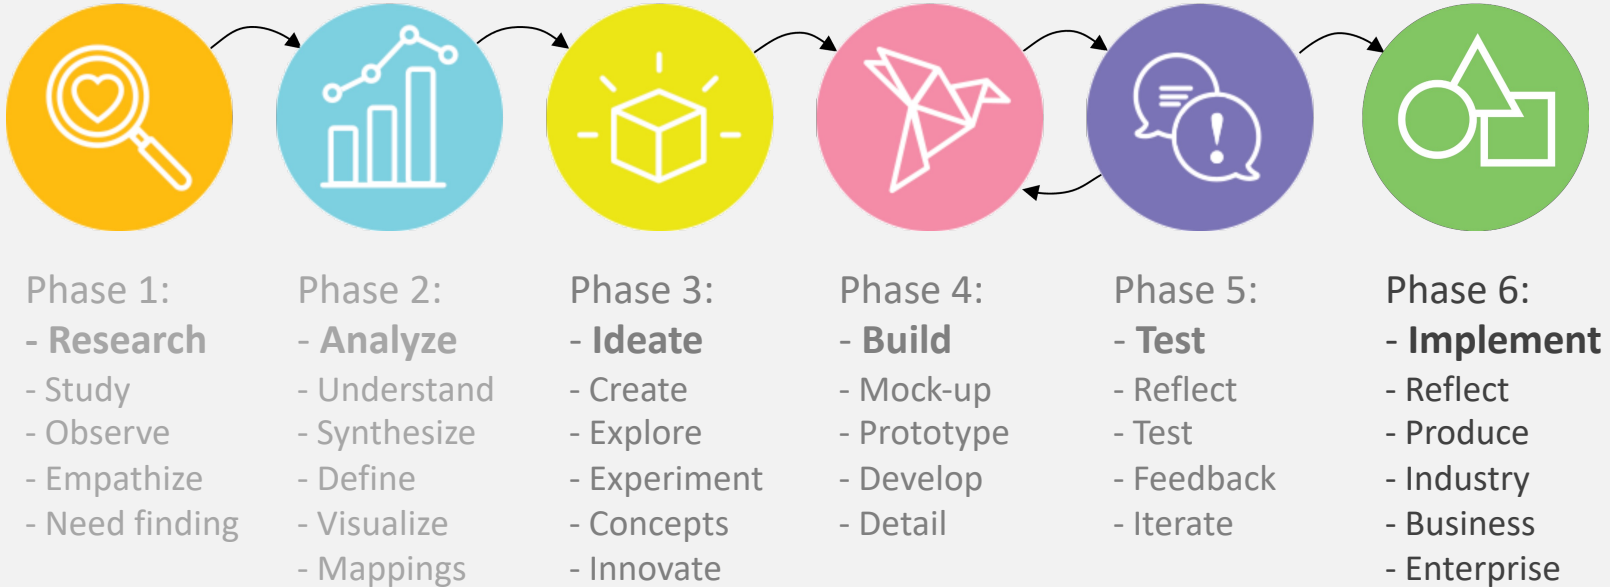 Phase 1:
- Research
- Study
- Observe
- Empathize
- Need finding
Phase 2:
- Analyze
- Understand
- Synthesize
- Define
- Visualize
- Mappings
Phase 3:
- Ideate
- Create
- Explore
- Experiment
- Concepts
- Innovate
Phase 4:
- Build
- Mock-up
- Prototype
- Develop
- Detail
Phase 5:
- Test
- Reflect
- Test
- Feedback
- Iterate
Phase 6:
- Implement
- Reflect
- Produce
- Industry
- Business
- Enterprise